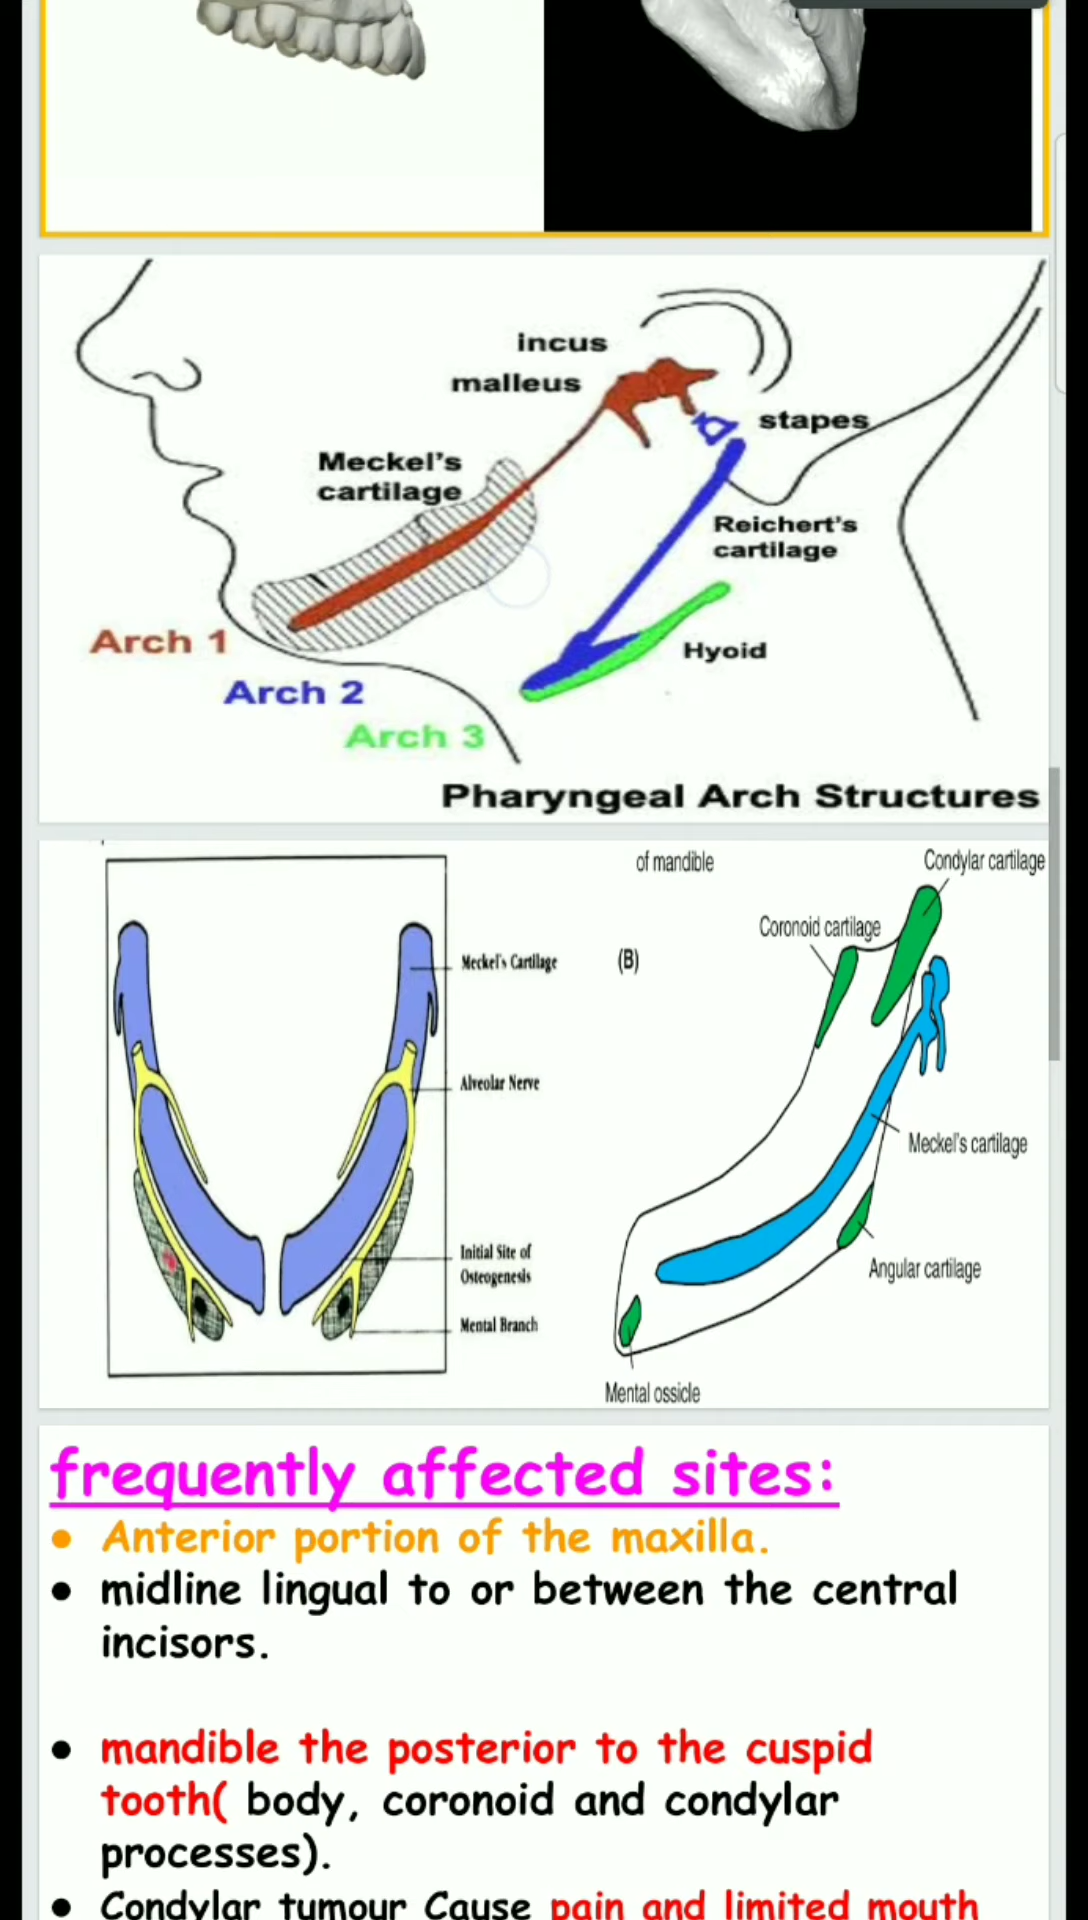 incus
malleus
stapes
Meckel's
cartilage
Reichert's
cartilage
Arch 1
Hyoid
Arch 2
Arch 3
Pharyngeal Arch Structures
Meckel's Cartilage
Alveolar Nerve
Initial Site of
Osteogenesis
Mental Branch
of mandible
Condylar cartilage
Coronoid cartilage
(B)
Meckel's cartilage
Angular cartilage
Mental ossicle
frequently affected sites:
• Anterior portion of the maxilla.
• midline lingual to or between the central
incisors.
• mandible the posterior to the cuspid
tooth( body, coronoid and condylar
processes).
• Condylar tumour Cause pain and limited mouth